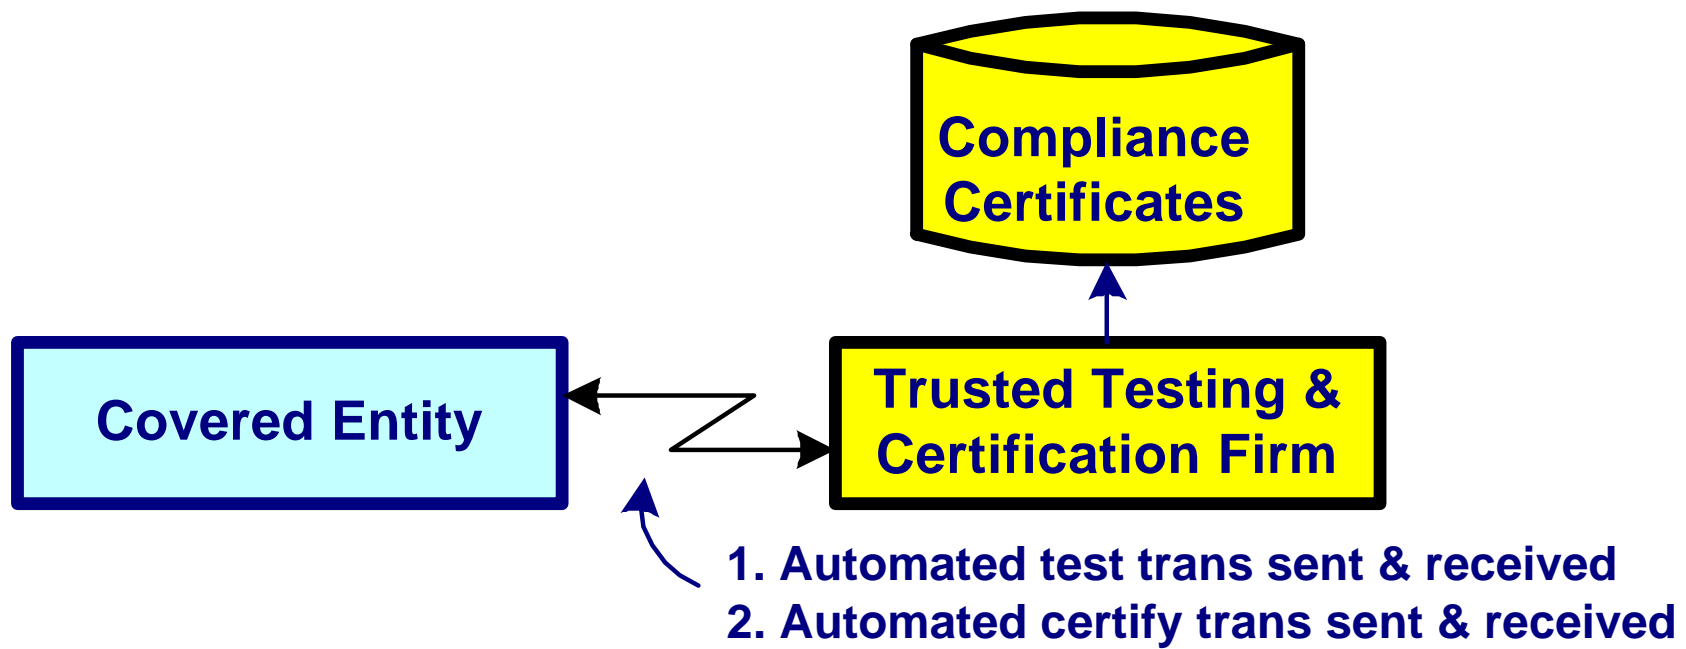 Compliance
Certificates
Covered Entity
Trusted Testing &
Certification Firm
1. Automated test trans sent & received
2. Automated certify trans sent & received